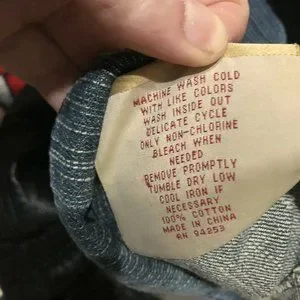 MACHINE WASH COLD
WITH LIKE COLORS
WASH INSIDE OUT
DELICATE CYCLE
ONLY NON-CHLORINE
BLEACH WHEN
NEEDED
REMOVE PROMPTLY
TUMBLE DRY LOW
COOL IRON IF
NECESSARY
100% COTTON
MADE IN CHINA
RN 94253